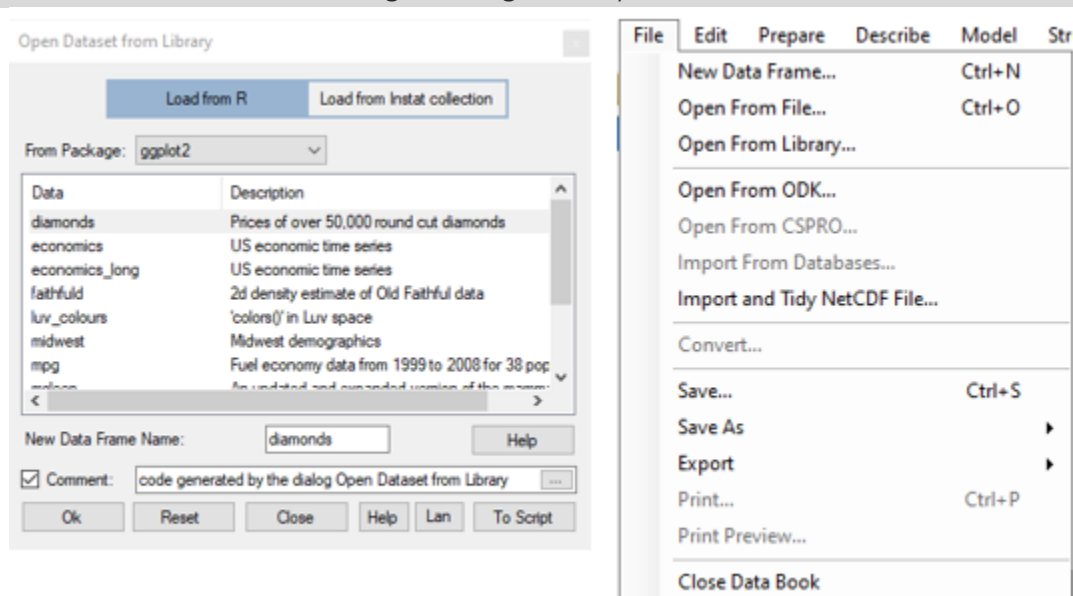 Open Dataset from Library
Load from R Load from Instat collection
From Package: ggplot2
Data Description
diamonds Prices of over 50,000 round cut diamonds
economics US economic time series
economics_long US economic time series
faithfuld 2d density estimate of Old Faithful data
luv_colours 'colors()' in Luv space
midwest Midwest demographics
mpg Fuel economy data from 1999 to 2008 for 38 pop
New Data Frame Name: diamonds Help
Comment: code generated by the dialog Open Dataset from Library ...
Ok Reset Close Help Lan To Script
File Edit Prepare Describe Model Str
New Data Frame... Ctrl+N
Open From File... Ctrl+O
Open From Library...
Open From ODK...
Open From CSPRO...
Import From Databases...
Import and Tidy NetCDF File...
Convert...
Save... Ctrl+S
Save As
Export
Print... Ctrl+P
Print Preview...
Close Data Book